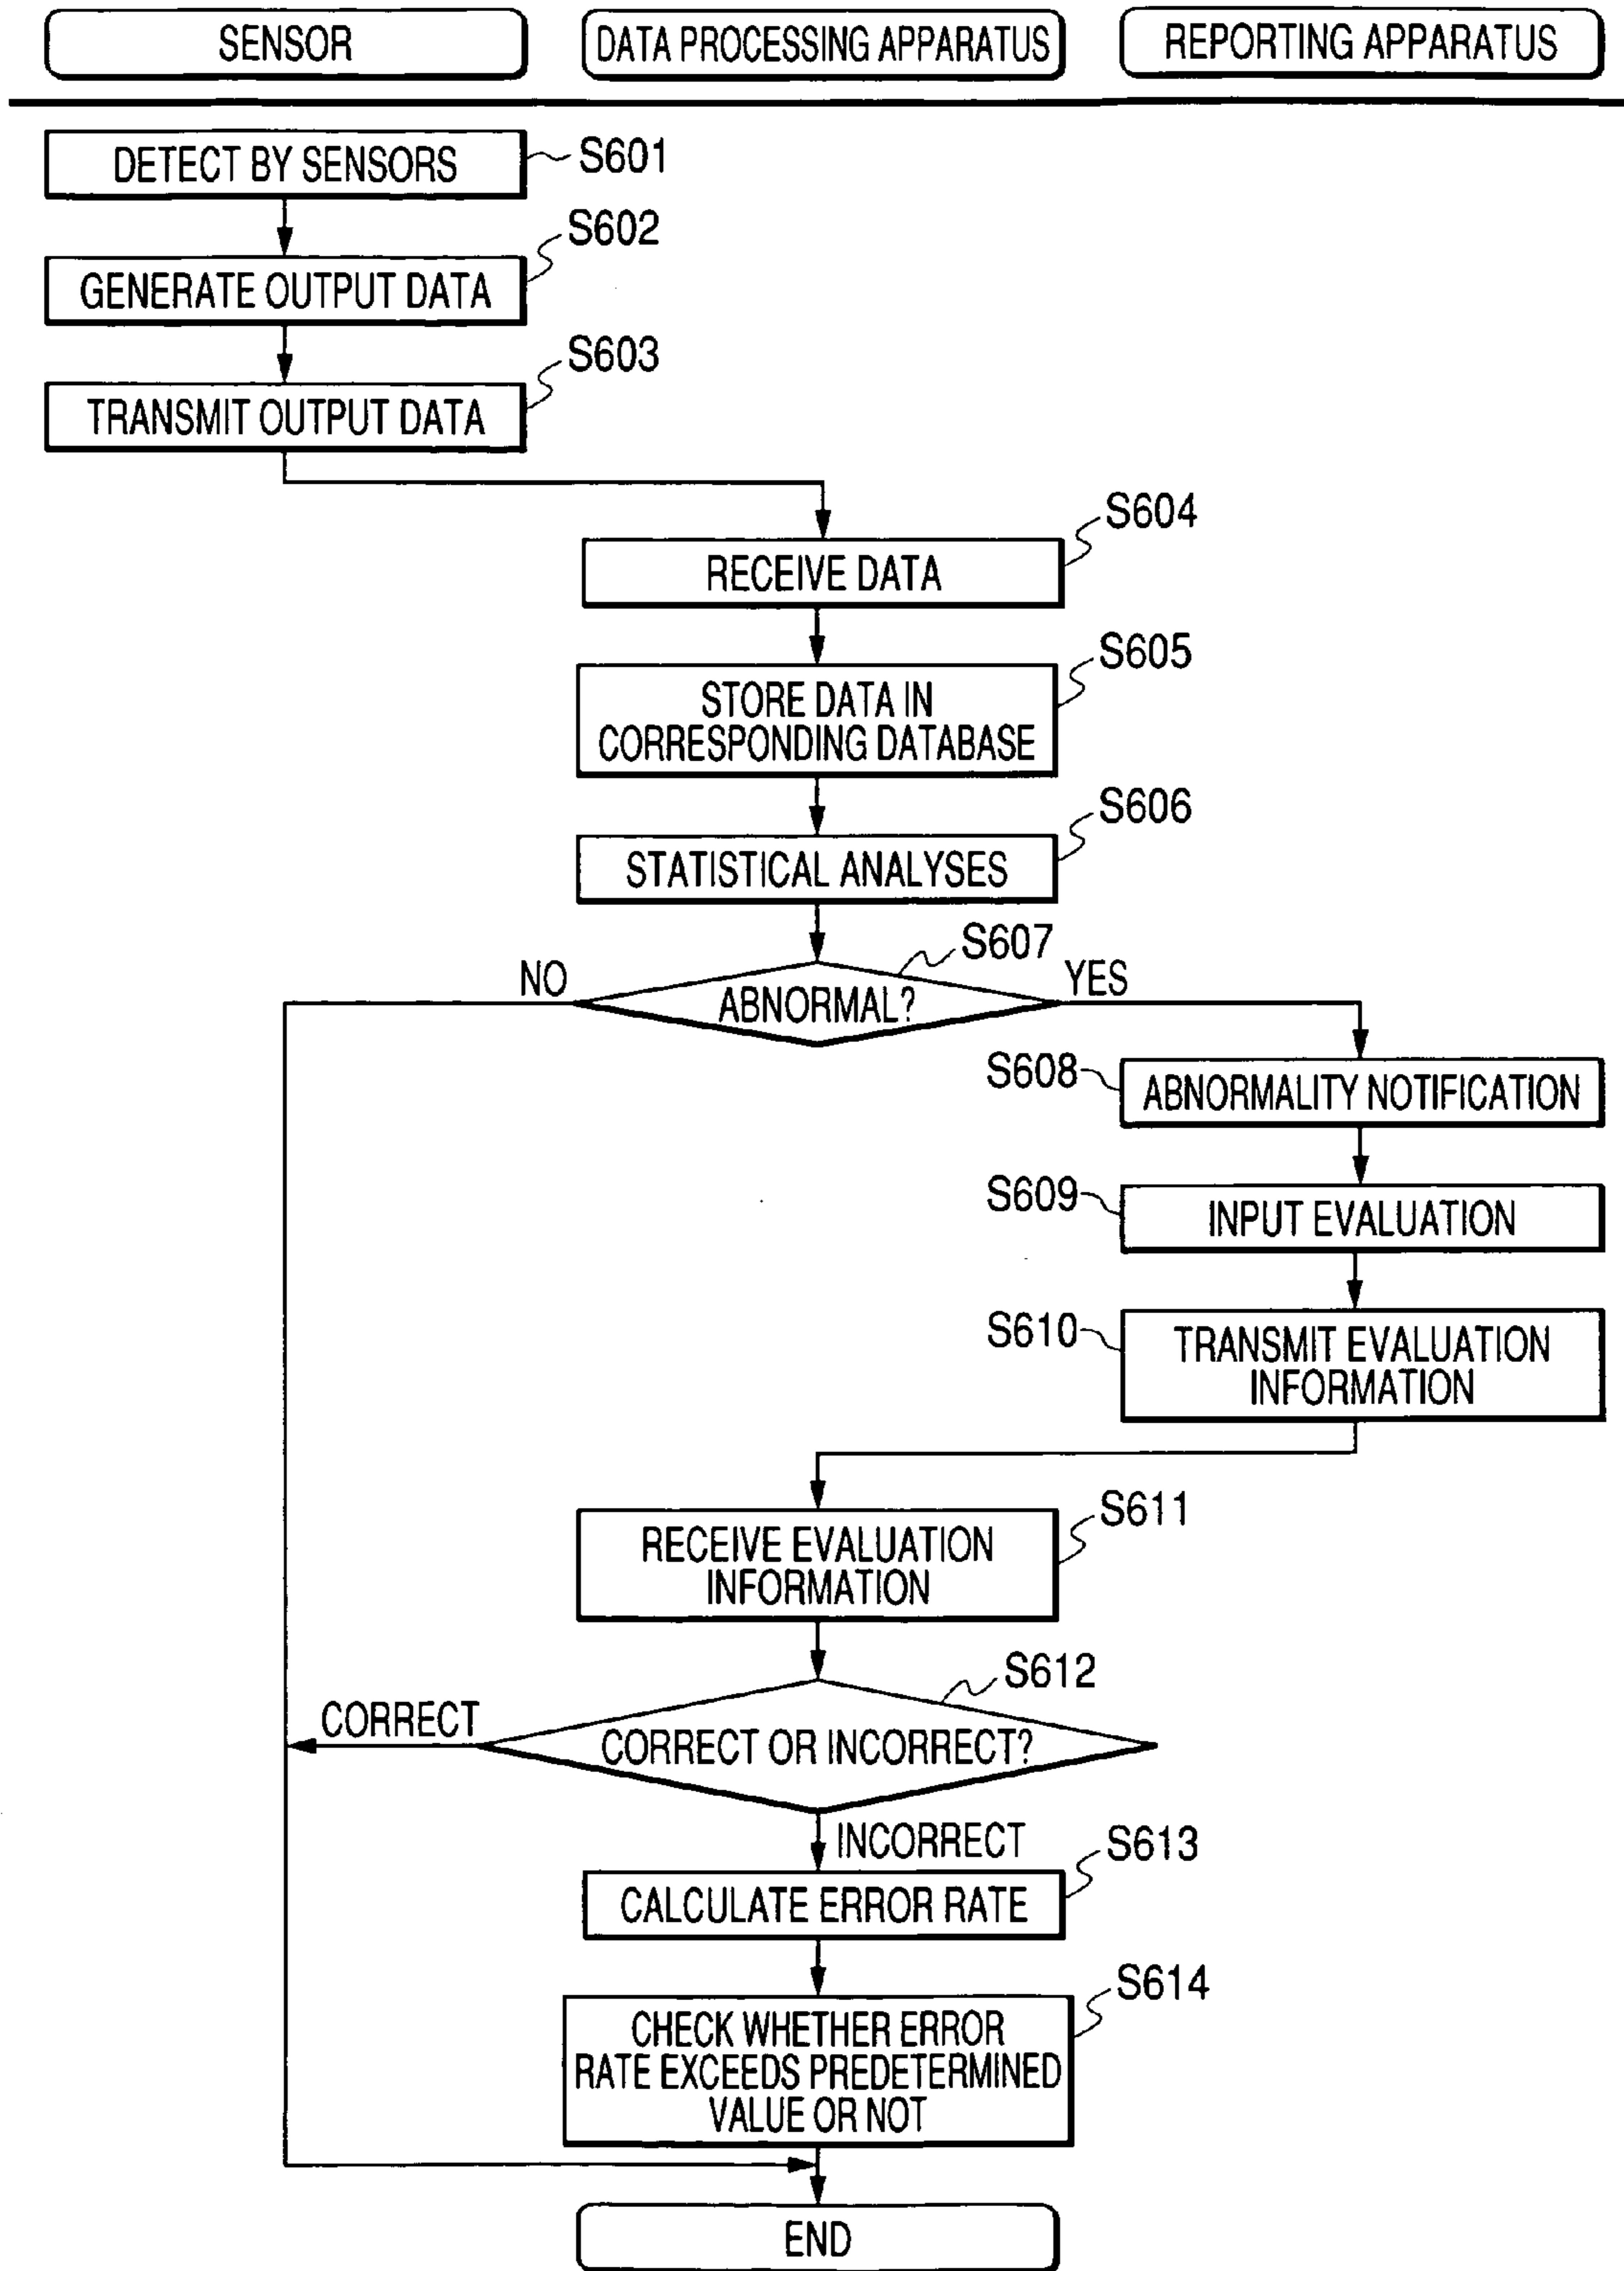 SENSOR
DATA PROCESSING APPARATUS
REPORTING APPARATUS
DETECT BY SENSORS
S601
S602
GENERATE OUTPUT DATA
S603
TRANSMIT OUTPUT DATA
S604
RECEIVE DATA
S605
STORE DATA IN
CORRESPONDING DATABASE
S606
STATISTICAL ANALYSES
S607
NO
ABNORMAL?
YES
S608
ABNORMALITY NOTIFICATION
S609
INPUT EVALUATION
S610
TRANSMIT EVALUATION
INFORMATION
S611
RECEIVE EVALUATION
INFORMATION
S612
CORRECT
CORRECT OR INCORRECT?
INCORRECT
S613
CALCULATE ERROR RATE
S614
CHECK WHETHER ERROR
RATE EXCEEDS PREDETERMINED
VALUE OR NOT
END